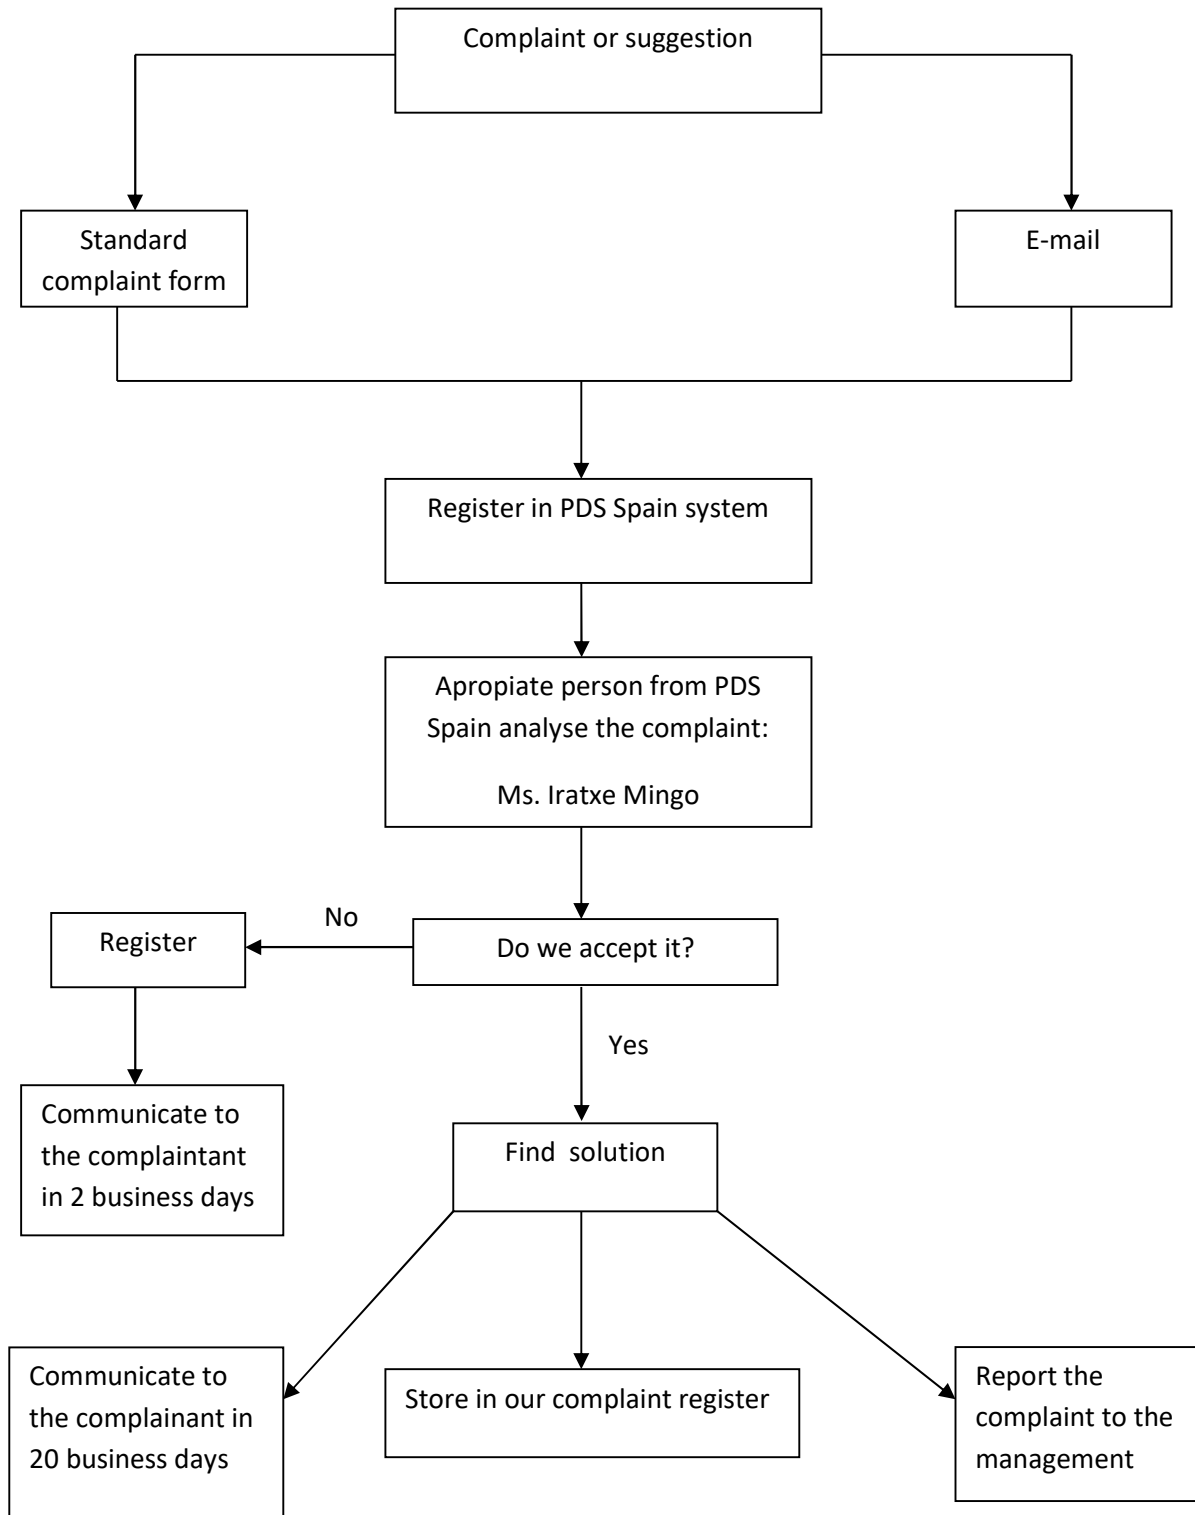 Complaint or suggestion
Standard
complaint form
E-mail
Register in PDS Spain system
Apropiate person from PDS
Spain analyse the complaint:
Ms. Iratxe Mingo
No
Register
Do we accept it?
Yes
Communicate to
the complaintant
in 2 business days
Find  solution
Communicate to
the complainant in
20 business days
Store in our complaint register
Report the
complaint to the
management